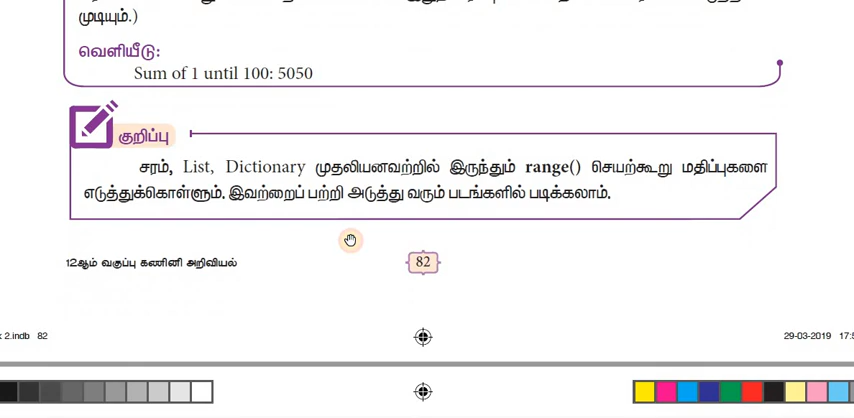 முடியும்.)
வெளியீடு:
Sum of 1 until 100: 5050
குறிப்பு
சரம், List, Dictionary முதலியனவற்றில் இருந்தும் range() செயற்கூறு மதிப்புகளை
எடுத்துக்கொள்ளும். இவற்றைப் பற்றி அடுத்து வரும் படங்களில் படிக்கலாம்.
12ஆம் வகுப்பு கணினி அறிவியல்
82
2.indb 82
29-03-2019 17:5